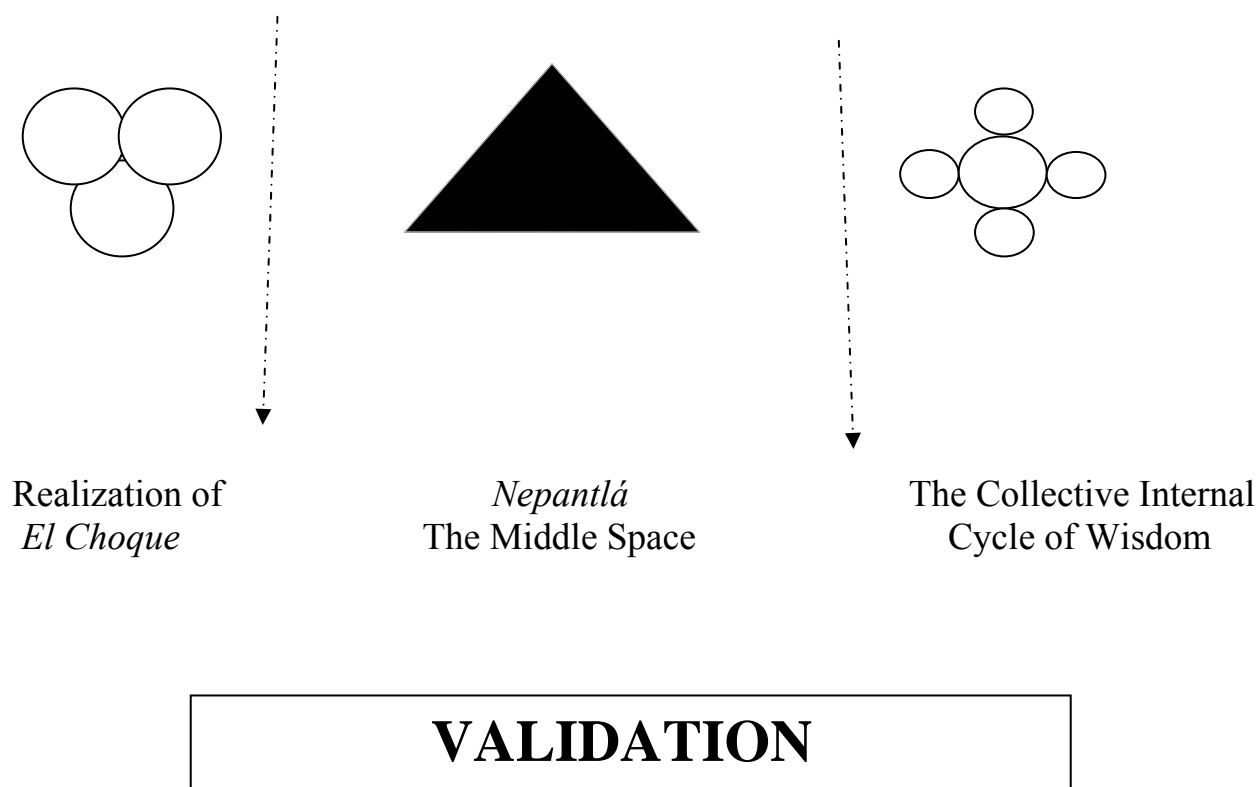 Realization of
El Choque
Nepantlá
The Middle Space
The Collective Internal
Cycle of Wisdom
VALIDATION